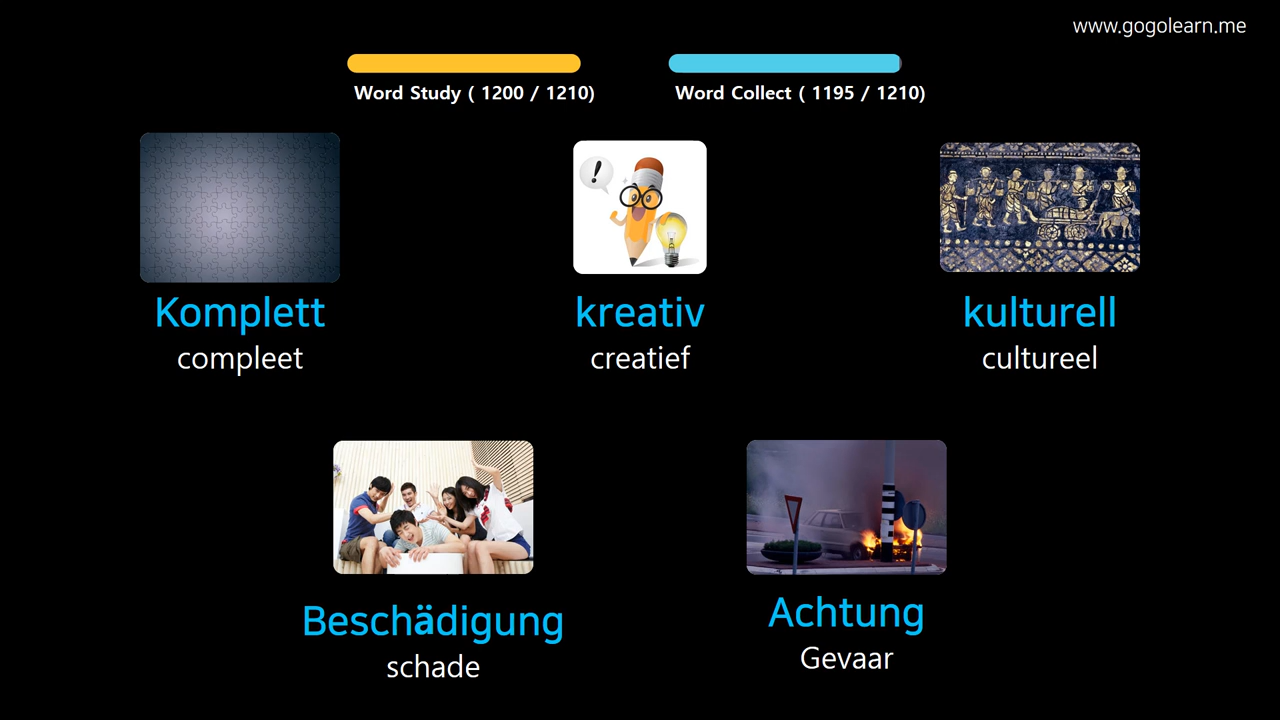 www.gogolearn.me
Word Study ( 1200 / 1210)
Word Collect ( 1195 / 1210)
Komplett
compleet
kreativ
creatief
kulturell
cultureel
Beschädigung
schade
Achtung
Gevaar